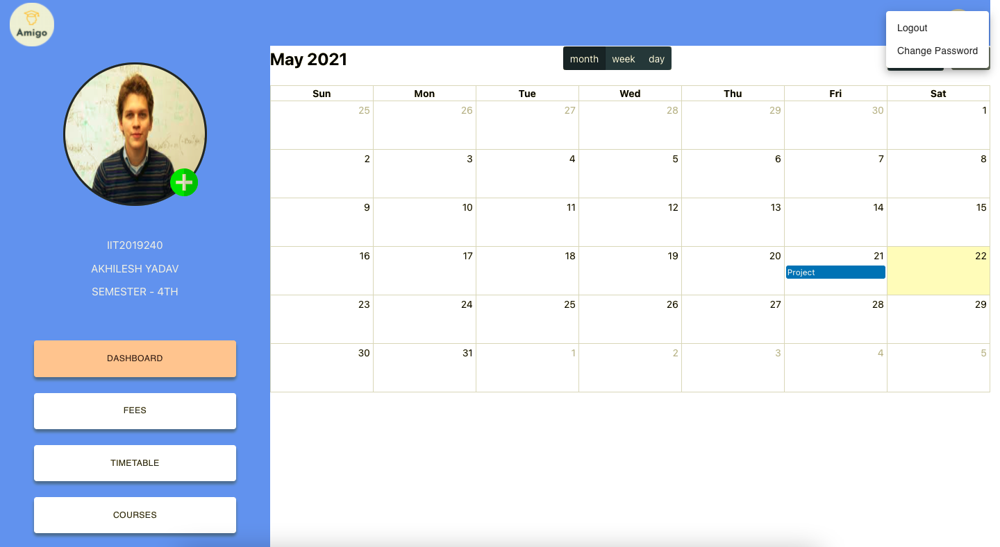 Amigo
Logout
Change Password
IIT2019240
AKHILESH YADAV
SEMESTER - 4TH
DASHBOARD
FEES
TIMETABLE
COURSES
May 2021
month week day
Sun Mon Tue Wed Thu Fri Sat
25 26 27 28 29 30 1
2 3 4 5 6 7 8
9 10 11 12 13 14 15
16 17 18 19 20 21 22
Project
23 24 25 26 27 28 29
30 31 1 2 3 4 5